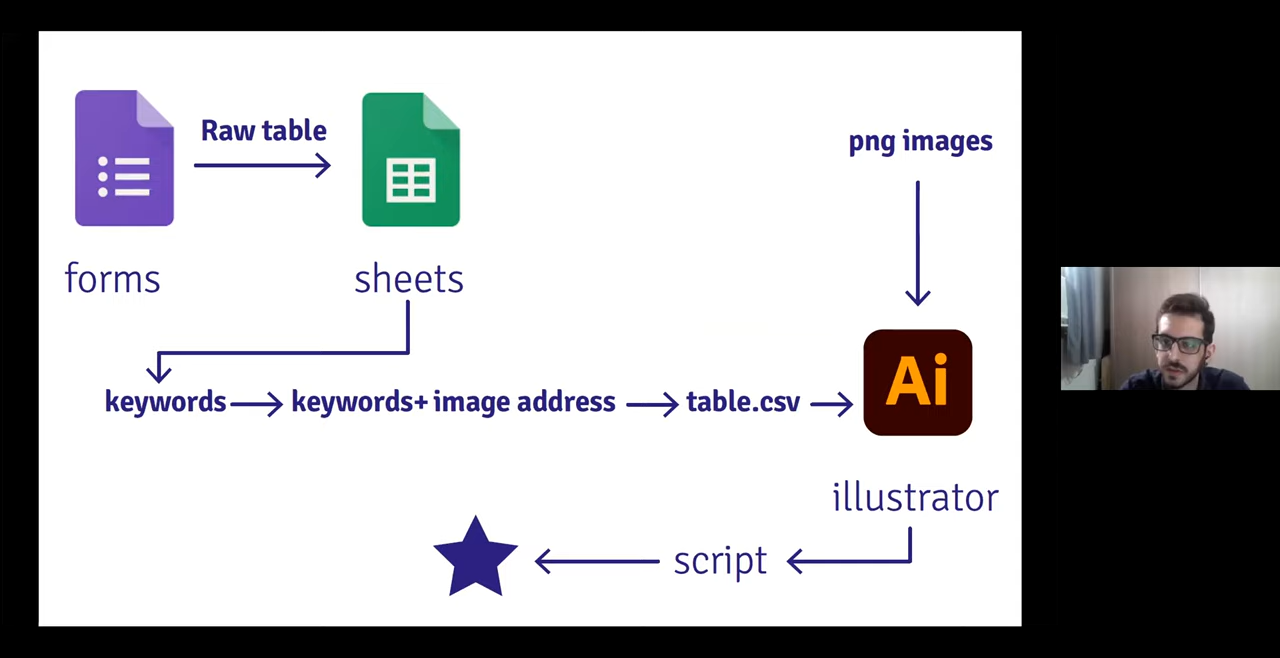 Raw table
png images
forms
sheets
keywords
keywords+ image address
table.csv
Ai
illustrator
script